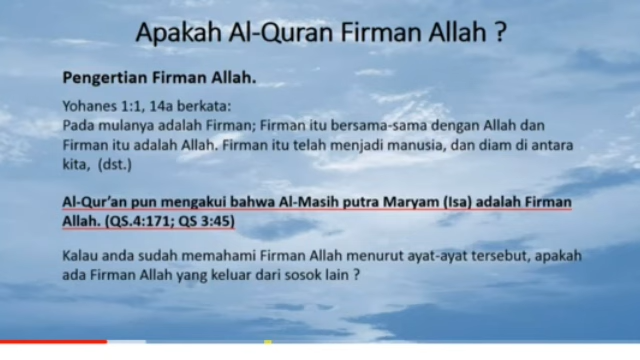 Apakah Al-Quran Firman Allah ?
Pengertian Firman Allah.
Yohanes 1:1, 14a berkata:
Pada mulanya adalah Firman; Firman itu bersama-sama dengan Allah dan
Firman itu adalah Allah. Firman itu telah menjadi manusia, dan diam di antara
kita, (dst.)
Al-Qur’an pun mengakui bahwa Al-Masih putra Maryam (Isa) adalah Firman
Allah. (QS.4:171; QS 3:45)
Kalau anda sudah memahami Firman Allah menurut ayat-ayat tersebut, apakah
ada Firman Allah yang keluar dari sosok lain ?